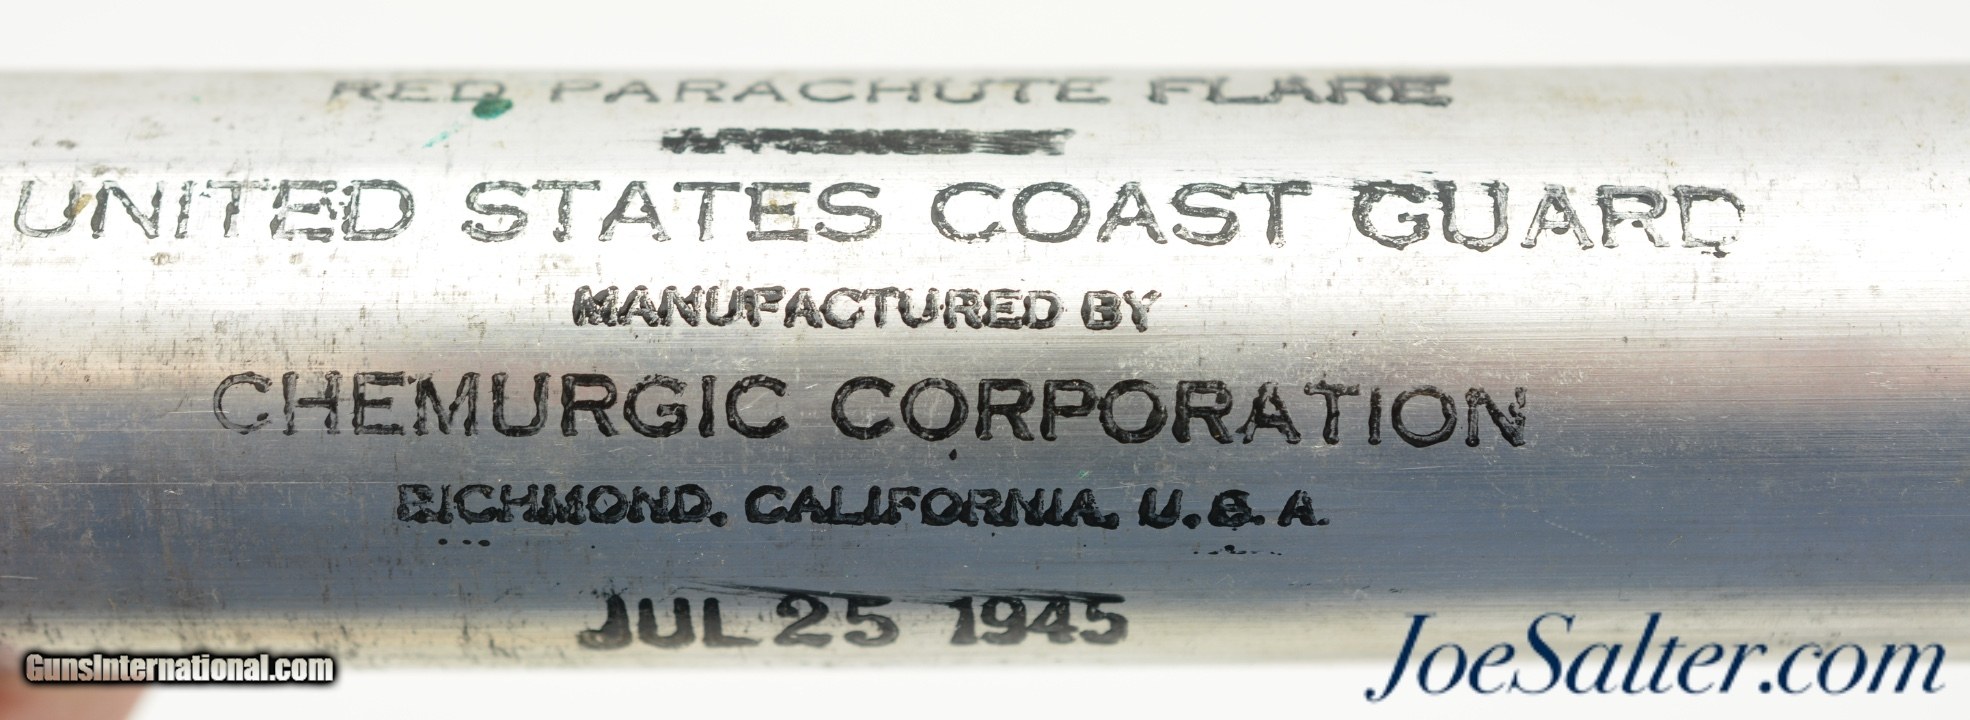 RED PARACHUTE FLARE
UNITED STATES COAST GUARD
MANUFACTURED BY
CHEMURGIC CORPORATION
RICHMOND, CALIFORNIA, U.S.A.
JUL 25 1945
GunsInternational.com
JoeSalter.com